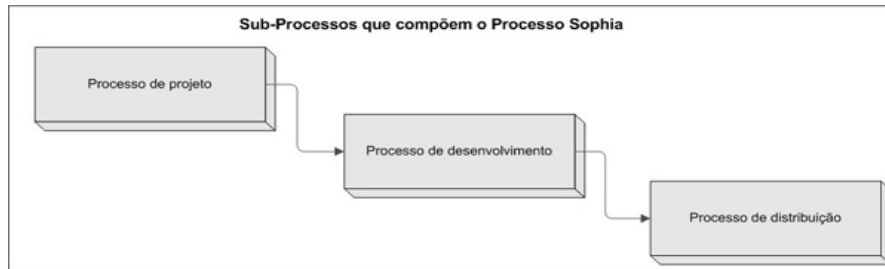 Sub-Processos que compõem o Processo Sophia
Processo de projeto
Processo de desenvolvimento
Processo de distribuição